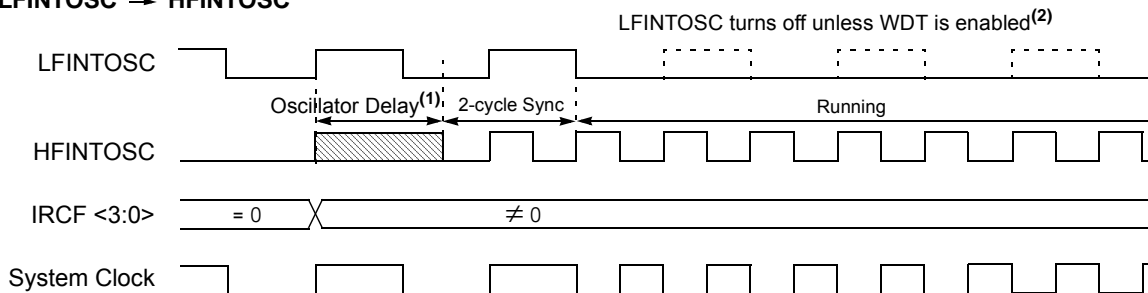 LFINTOSC → HFINTOSC
LFINTOSC turns off unless WDT is enabled(2)
LFINTOSC
Oscillator Delay(1) 2-cycle Sync Running
HFINTOSC
IRCF <3:0> = 0 ≠ 0
System Clock